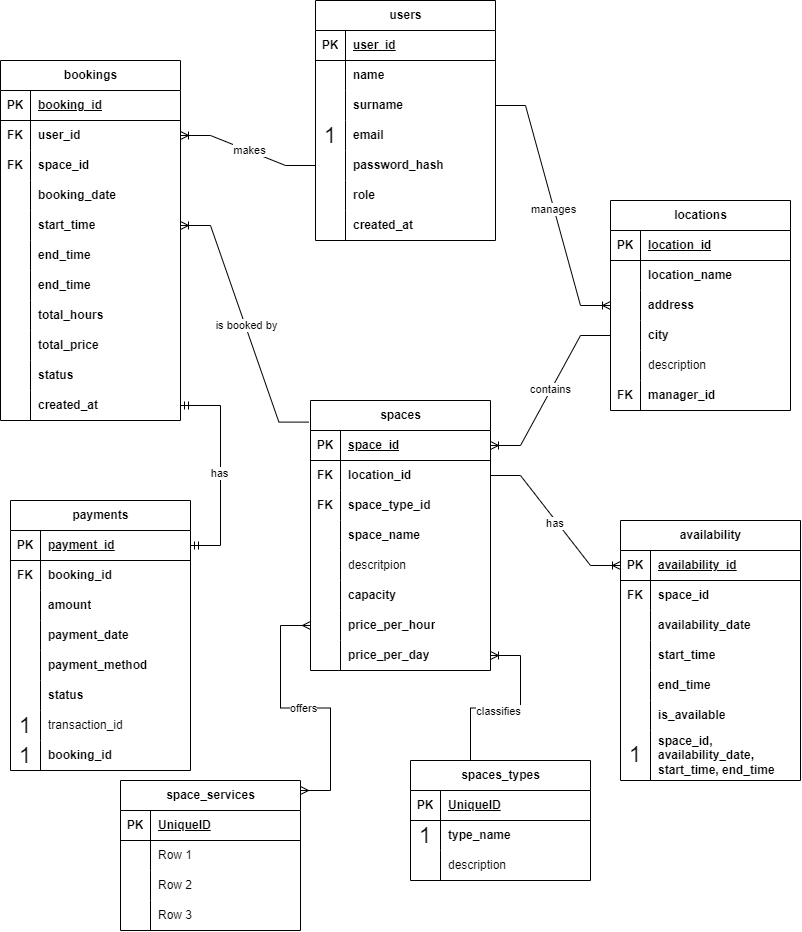 users
PK user_id
name
surname
1 email
password_hash
role
created_at
bookings
PK booking_id
FK user_id
FK space_id
booking_date
start_time
end_time
end_time
total_hours
total_price
status
created_at
makes
manages
locations
PK location_id
location_name
address
city
description
FK manager_id
is booked by
contains
spaces
PK space_id
FK location_id
FK space_type_id
space_name
descritpion
capacity
price_per_hour
price_per_day
has
has
payments
PK payment_id
FK booking_id
amount
payment_date
payment_method
status
1 transaction_id
1 booking_id
availability
PK availability_id
FK space_id
availability_date
start_time
end_time
is_available
1 space_id,
availability_date,
start_time, end_time
offers
classifies
space_services
PK UniqueID
Row 1
Row 2
Row 3
spaces_types
PK UniqueID
1 type_name
description